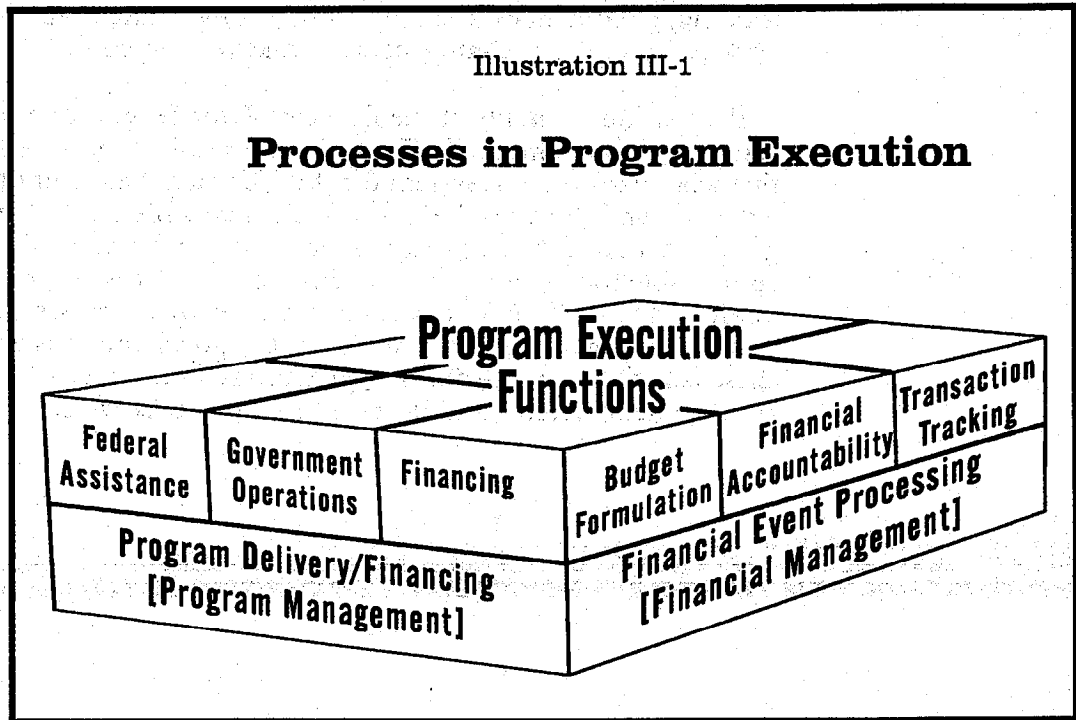 Illustration III-1
Processes in Program Execution
Program Execution
Functions
Federal
Assistance
Government
Operations
Financing
Budget
Formulation
Financial
Accountability
Transaction
Tracking
Program Delivery/Financing
[Program Management]
Financial Event Processing
[Financial Management]